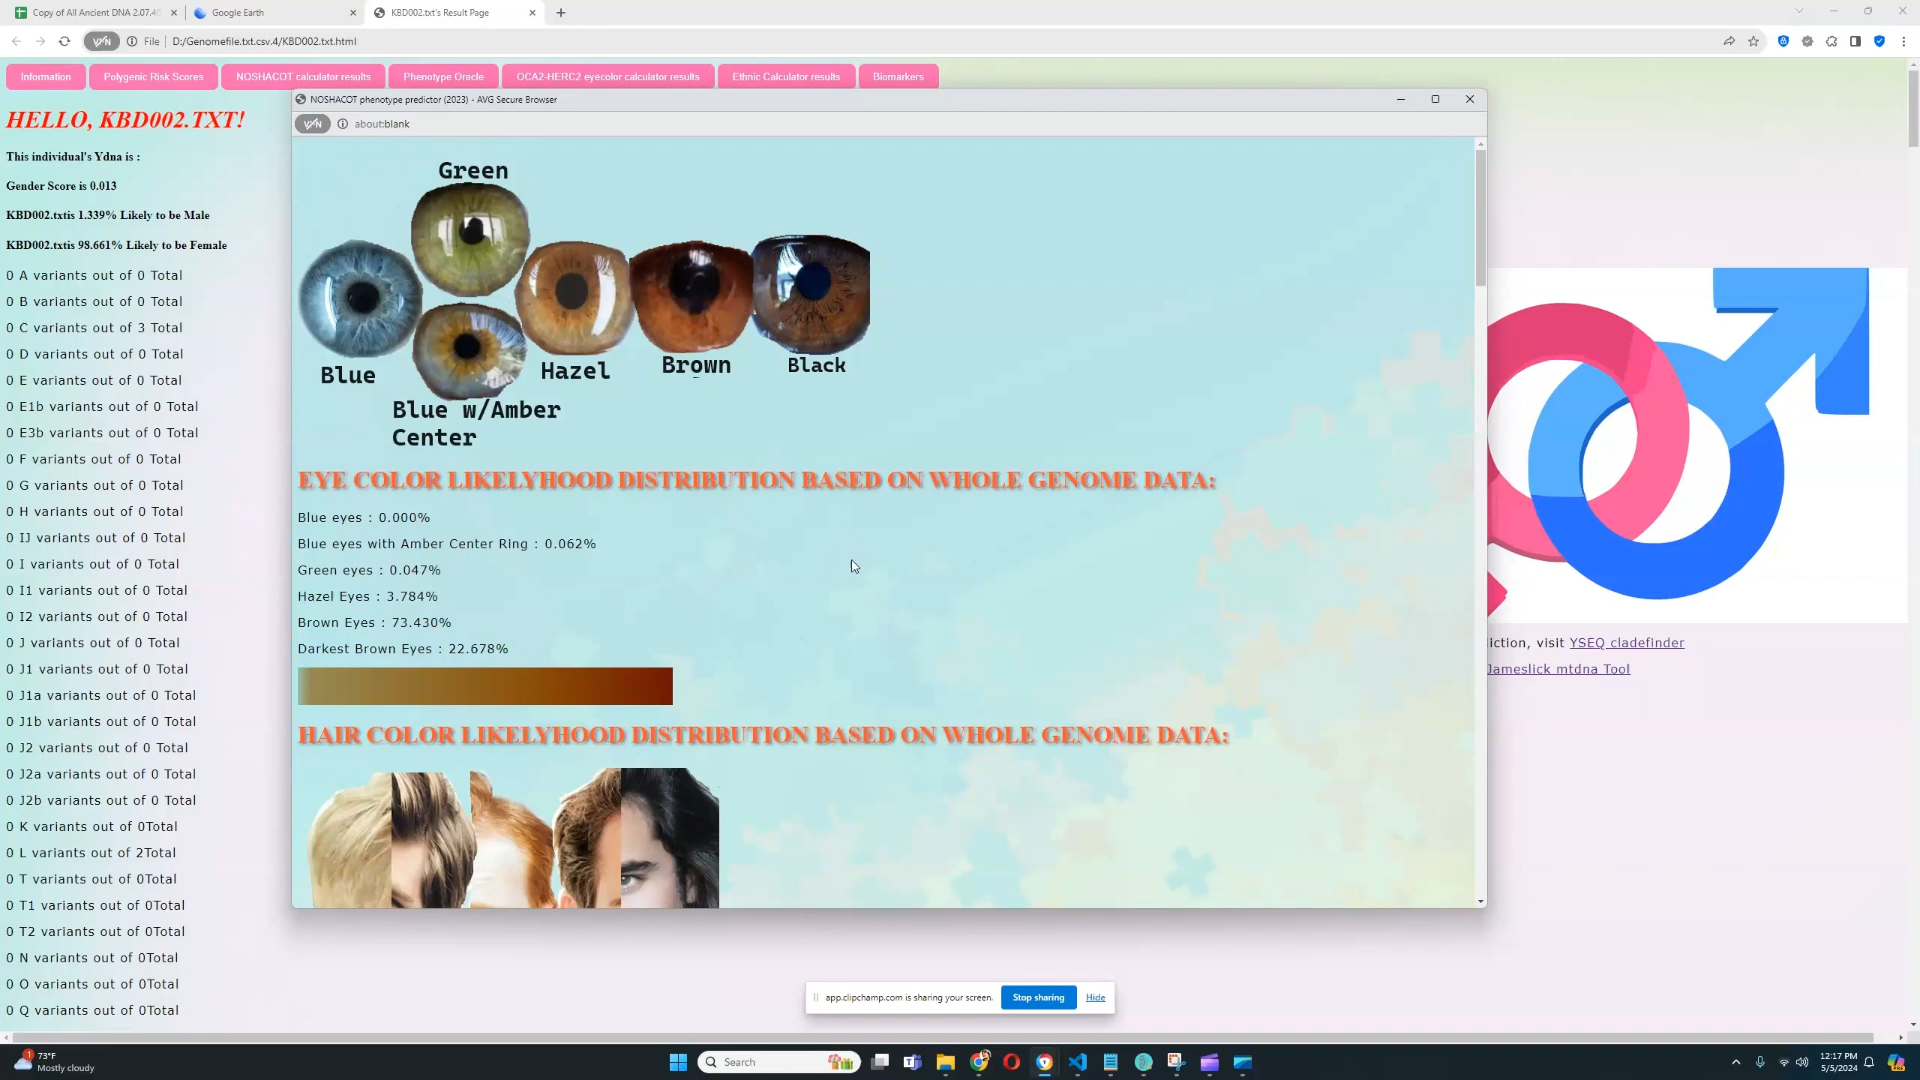 Copy of All Ancient DNA 2.07.4
Google Earth
KBD002.txt's Result Page
VPN
File
D:/Genomefile.txt.csv.4/KBD002.txt.html
Information
Polygenic Risk Scores
NOSHACOT calculator results
Phenotype Oracle
OCA2-HERC2 eyecolor calculator results
Ethnic Calculator results
Biomarkers
HELLO, KBD002.TXT!
This individual's Ydna is :
Gender Score is 0.013
KBD002.txtis 1.339% Likely to be Male
KBD002.txtis 98.661% Likely to be Female
0 A variants out of 0 Total
0 B variants out of 0 Total
0 C variants out of 3 Total
0 D variants out of 0 Total
0 E variants out of 0 Total
0 E1b variants out of 0 Total
0 E3b variants out of 0 Total
0 F variants out of 0 Total
0 G variants out of 0 Total
0 H variants out of 0 Total
0 IJ variants out of 0 Total
0 I variants out of 0 Total
0 I1 variants out of 0 Total
0 I2 variants out of 0 Total
0 J variants out of 0 Total
0 J1 variants out of 0 Total
0 J1a variants out of 0 Total
0 J1b variants out of 0 Total
0 J2 variants out of 0 Total
0 J2a variants out of 0 Total
0 J2b variants out of 0 Total
0 K variants out of 0Total
0 L variants out of 2Total
0 T variants out of 0Total
0 T1 variants out of 0Total
0 T2 variants out of 0Total
0 N variants out of 0Total
0 O variants out of 0Total
0 Q variants out of 0Total
NOSHACOT phenotype predictor (2023) - AVG Secure Browser
VPN
about:blank
Green
Blue
Hazel
Brown
Black
Blue w/Amber
Center
EYE COLOR LIKELYHOOD DISTRIBUTION BASED ON WHOLE GENOME DATA:
Blue eyes : 0.000%
Blue eyes with Amber Center Ring : 0.062%
Green eyes : 0.047%
Hazel Eyes : 3.784%
Brown Eyes : 73.430%
Darkest Brown Eyes : 22.678%
HAIR COLOR LIKELYHOOD DISTRIBUTION BASED ON WHOLE GENOME DATA:
iction, visit YSEQ cladefinder
Jameslick mtdna Tool
app.clipchamp.com is sharing your screen.
Stop sharing
Hide
1
73°F
Mostly cloudy
Search
12:17 PM
5/5/2024